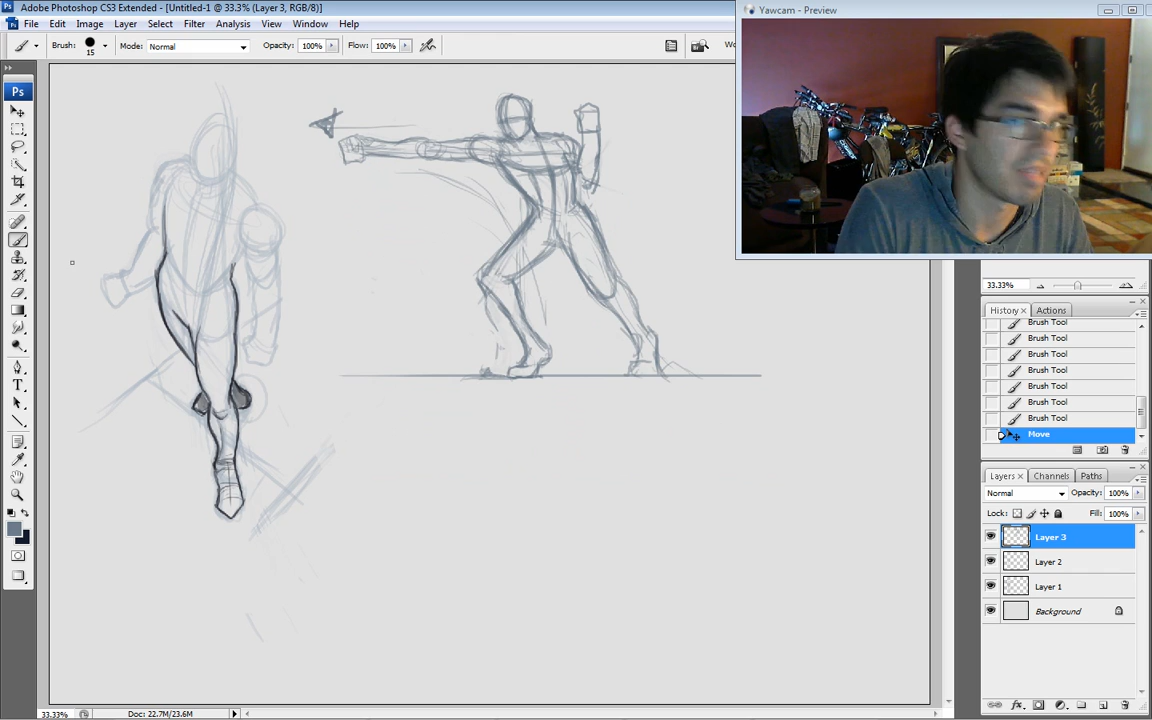 Adobe Photoshop CS3 Extended - [Untitled-1 @ 33.3% (Layer 3, RGB/8)]
Yawcam - Preview
File Edit Image Layer Select Filter Analysis View Window Help
Brush: 15 Mode: Normal Opacity: 100% Flow: 100%
Ps
T
33.33%
History × Actions
Brush Tool
Brush Tool
Brush Tool
Brush Tool
Brush Tool
Brush Tool
Brush Tool
Move
Layers × Channels Paths
Normal Opacity: 100%
Lock: Fill: 100%
Layer 3
Layer 2
Layer 1
Background
33.33% Doc: 22.7M/23.6M